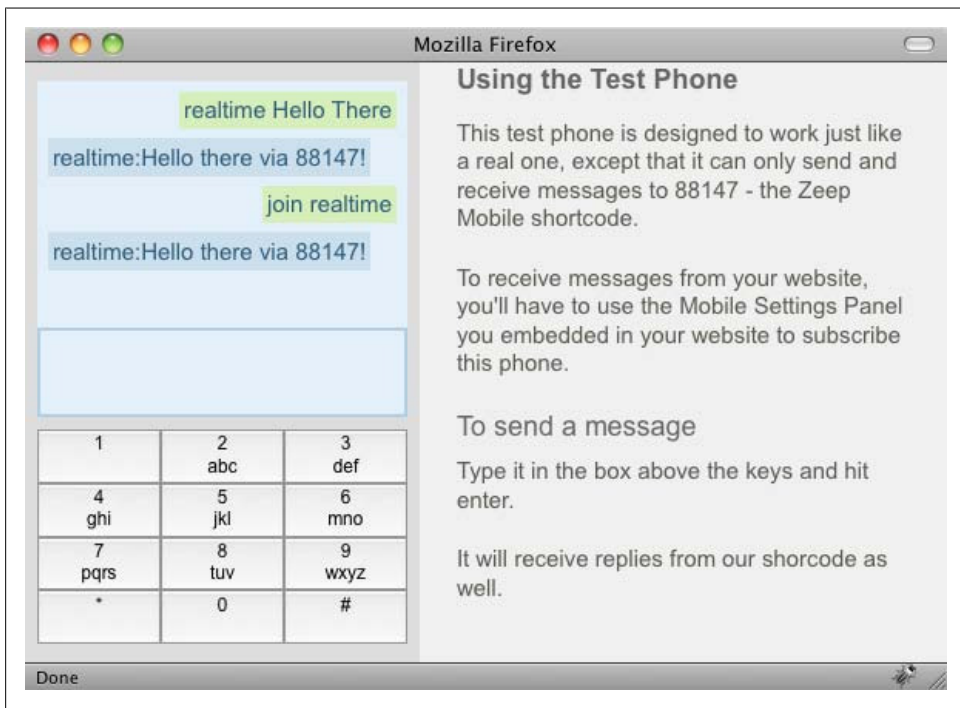 Mozilla Firefox
realtime Hello There
realtime:Hello there via 88147!
join realtime
realtime:Hello there via 88147!
1
2
abc
3
def
4
ghi
5
jkl
6
mno
7
pqrs
8
tuv
9
wxyz
*
0
#
Using the Test Phone
This test phone is designed to work just like
a real one, except that it can only send and
receive messages to 88147 - the Zeep
Mobile shortcode.
To receive messages from your website,
you'll have to use the Mobile Settings Panel
you embedded in your website to subscribe
this phone.
To send a message
Type it in the box above the keys and hit
enter.
It will receive replies from our shorcode as
well.
Done